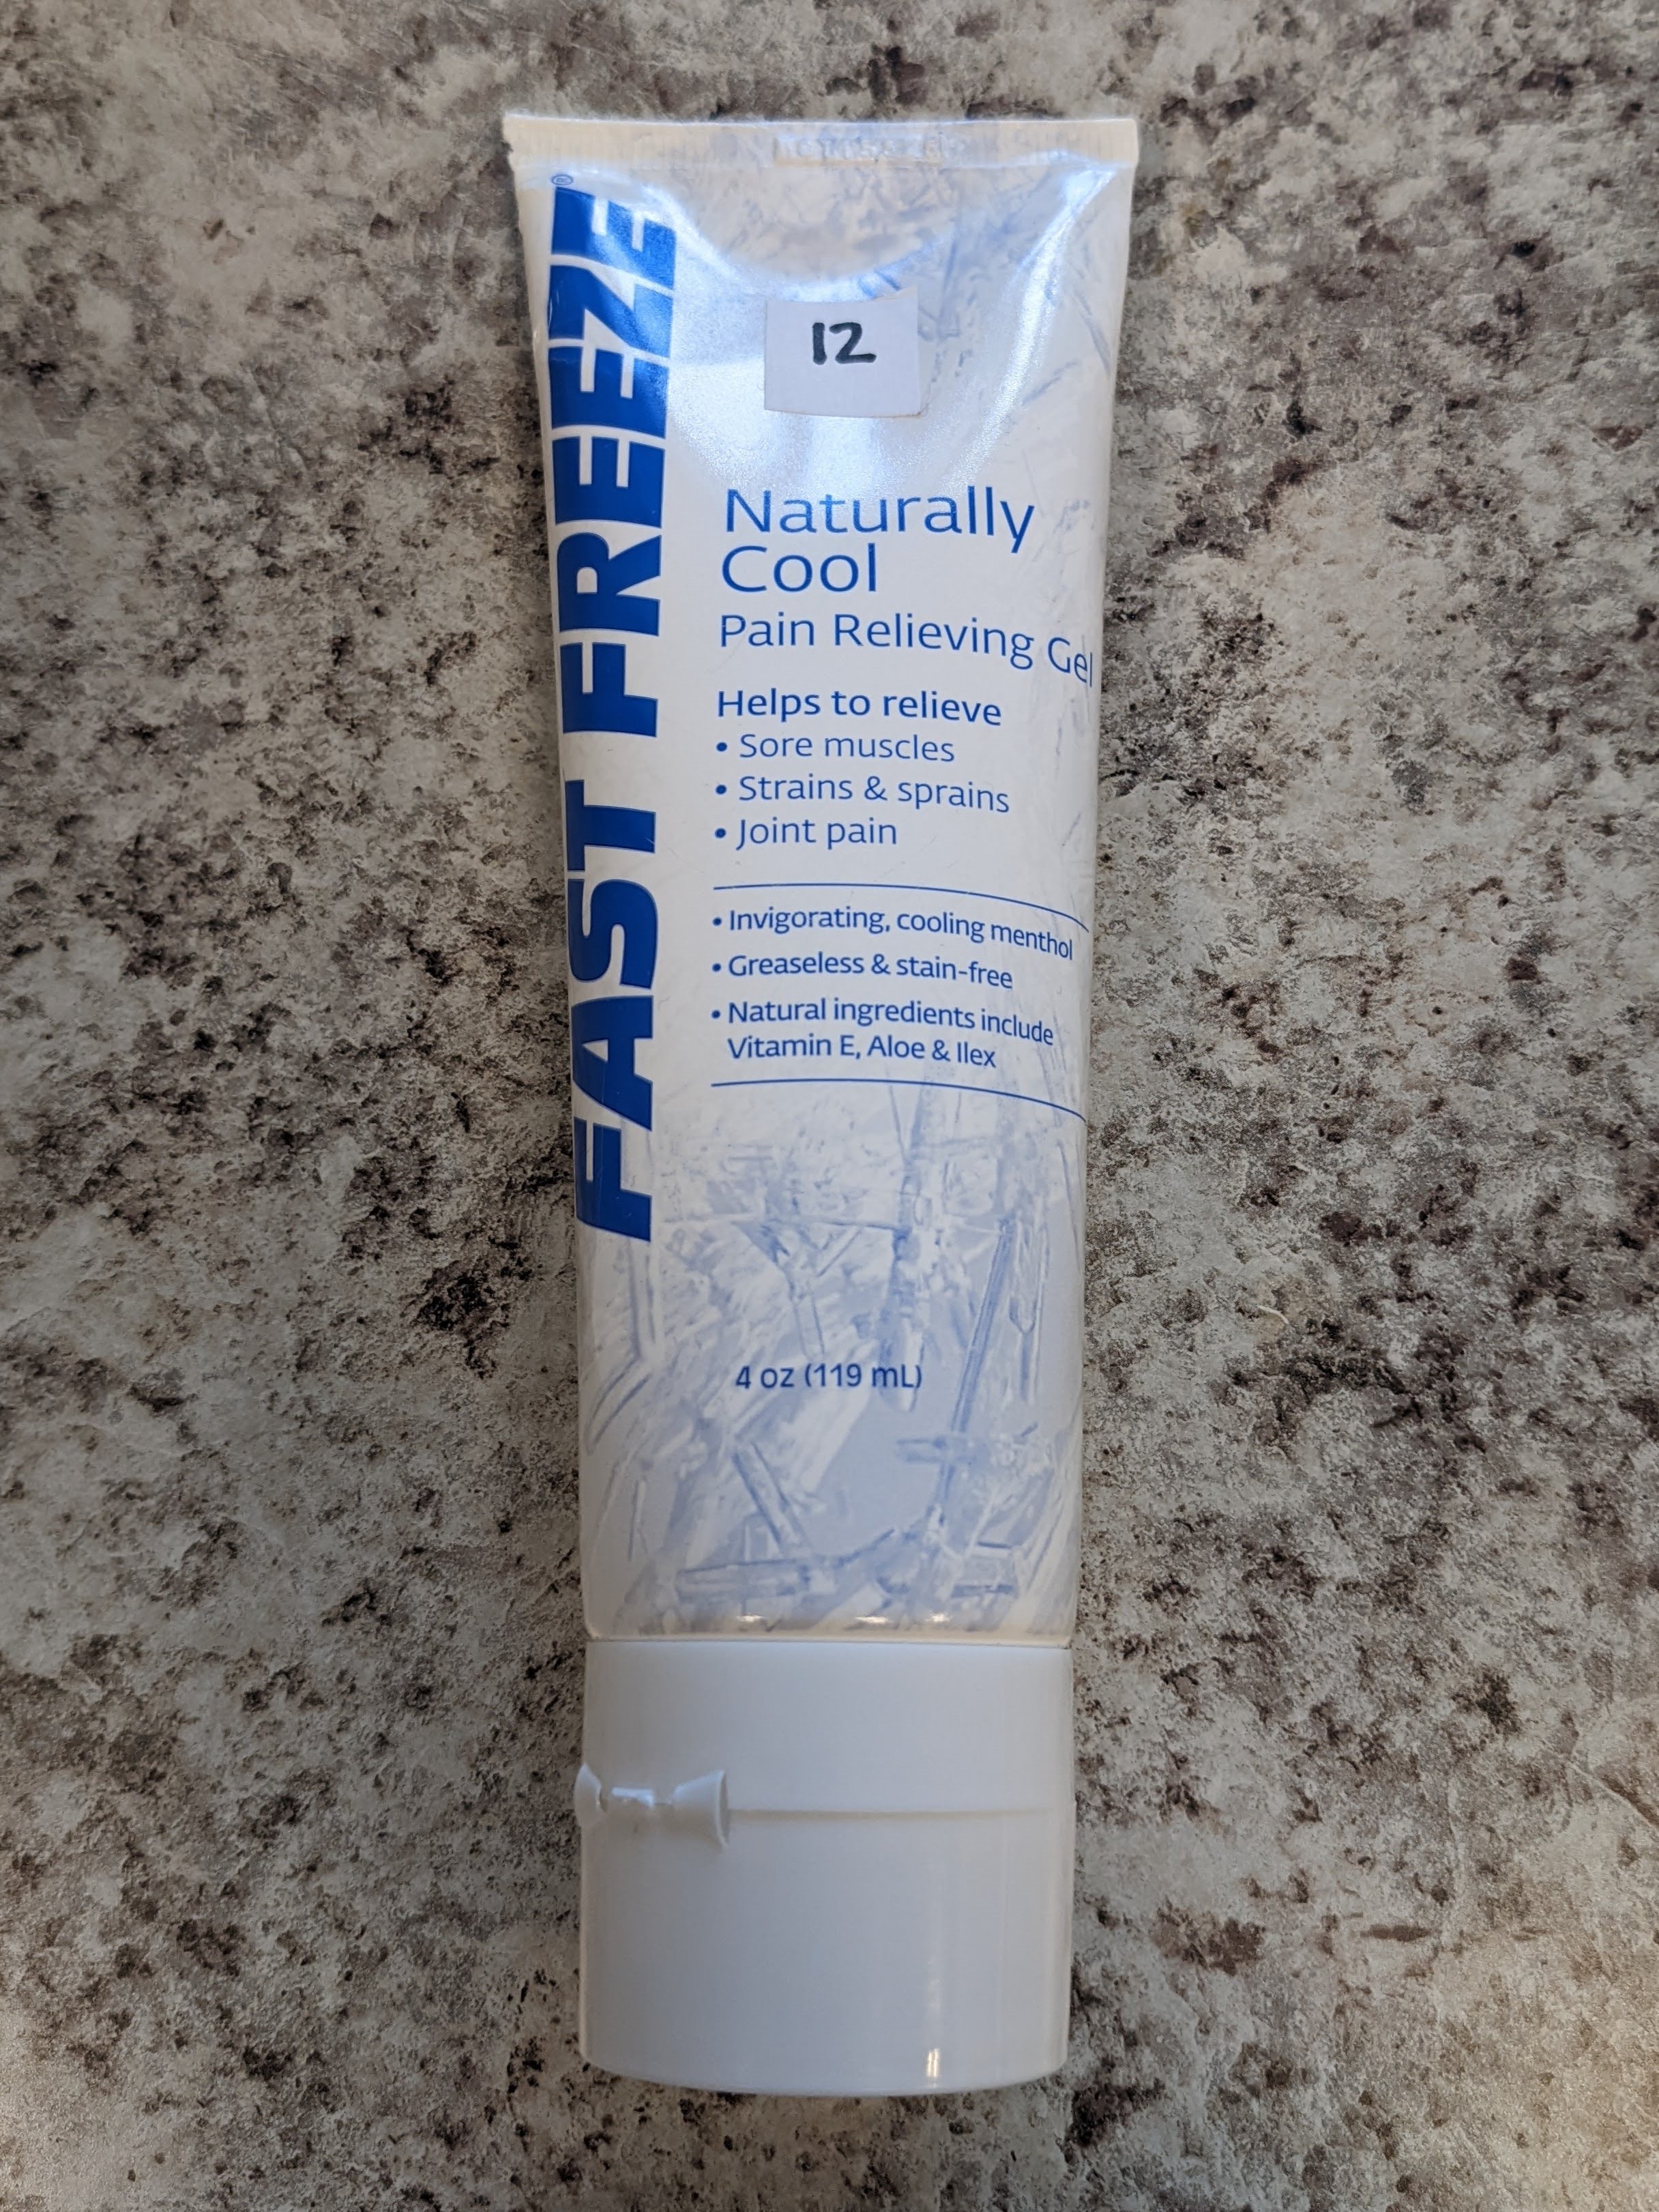 FAST FREEZE®
12
Naturally
Cool
Pain Relieving Gel
Helps to relieve
• Sore muscles
• Strains & sprains
• Joint pain
• Invigorating, cooling menthol
• Greaseless & stain-free
• Natural ingredients include
Vitamin E, Aloe & Ilex
4 oz (119 mL)